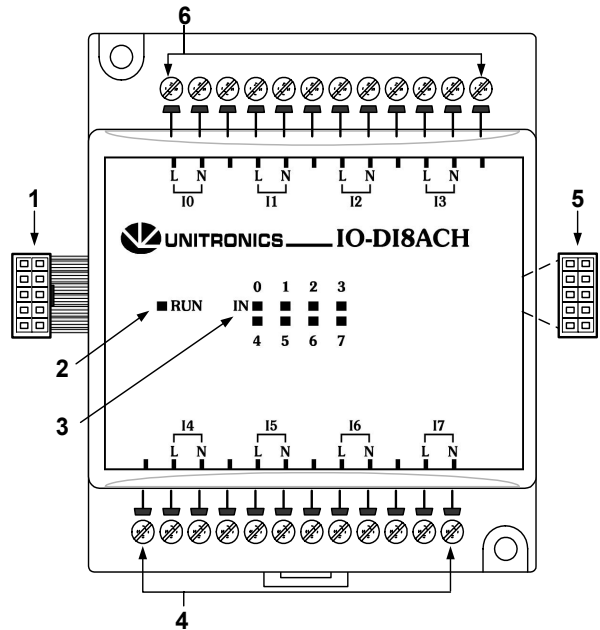 6
L N L N L N L N
I0 I1 I2 I3
1
5
UNITRONICS IO-DI8ACH
0 1 2 3
RUN IN
4 5 6 7
2
3
I4 I5 I6 I7
L N L N L N L N
4